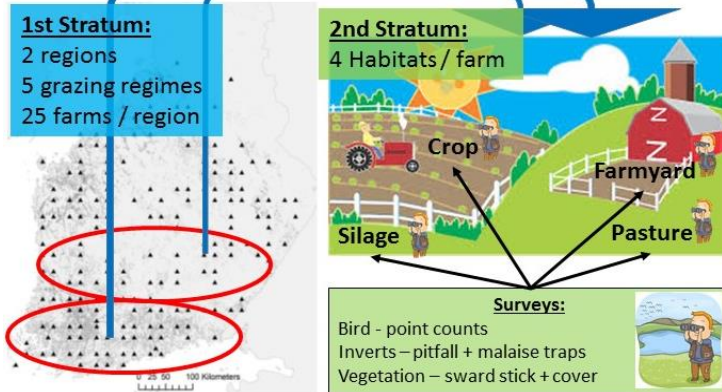 1st Stratum:
2 regions
5 grazing regimes
25 farms / region
2nd Stratum:
4 Habitats / farm
Crop
Farmyard
Silage
Pasture
Surveys:
Bird - point counts
Inverts – pitfall + malaise traps
Vegetation – sward stick + cover
0 25 50 100 Kilometers